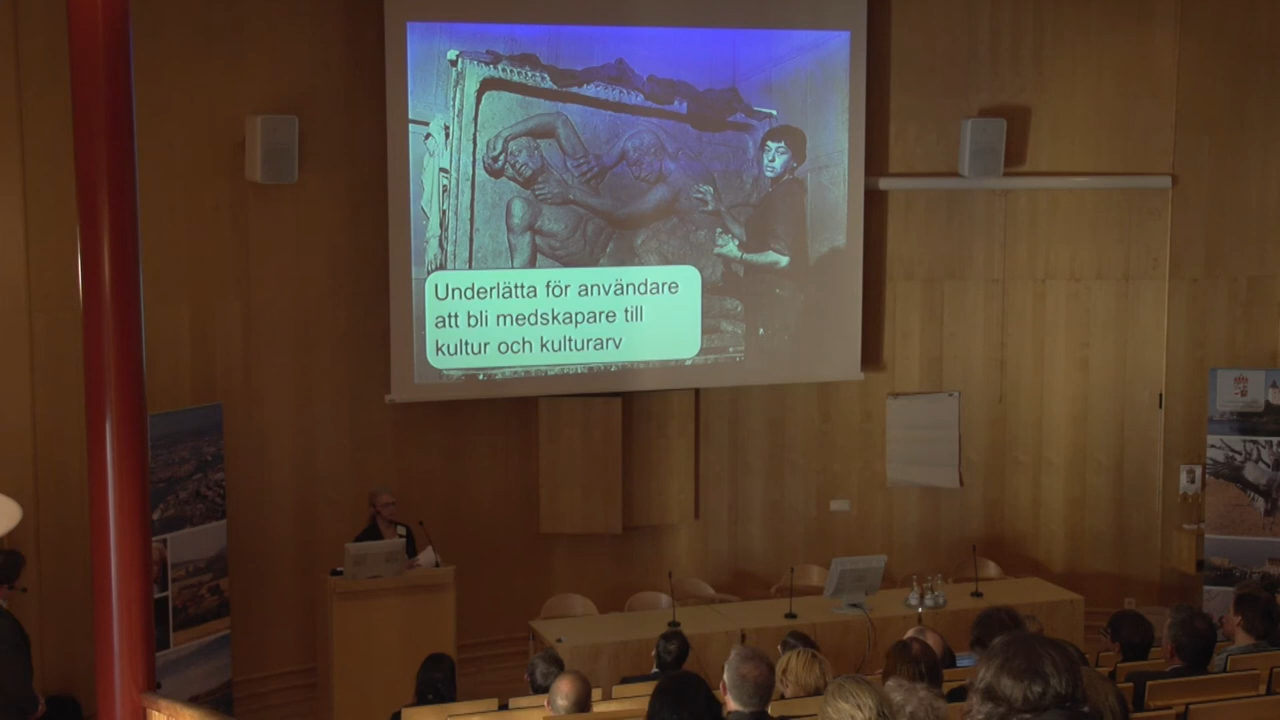 Underlätta för användare
att bli medskapare till
kultur och kulturarv